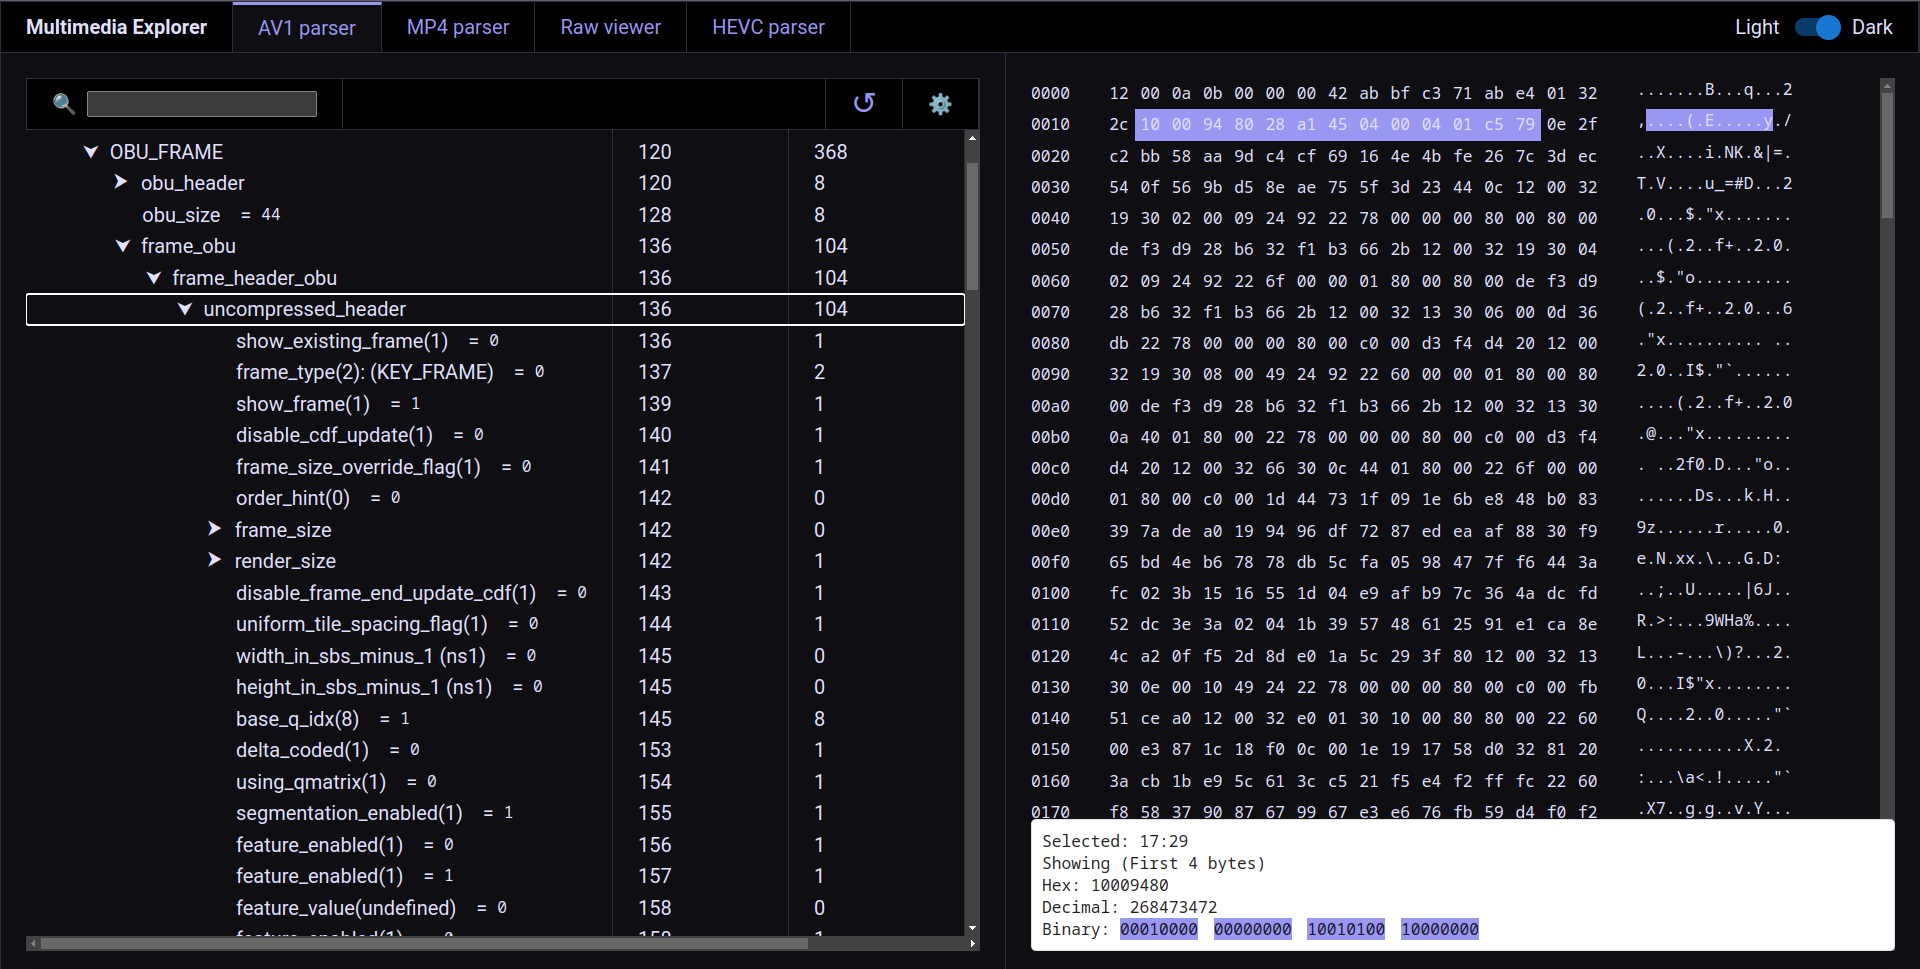 Multimedia Explorer AV1 parser MP4 parser Raw viewer HEVC parser Light Dark
OBU_FRAME 120 368
obu_header 120 8
obu_size = 44 128 8
frame_obu 136 104
frame_header_obu 136 104
uncompressed_header 136 104
show_existing_frame(1) = 0 136 1
frame_type(2): (KEY_FRAME) = 0 137 2
show_frame(1) = 1 139 1
disable_cdf_update(1) = 0 140 1
frame_size_override_flag(1) = 0 141 1
order_hint(0) = 0 142 0
frame_size 142 0
render_size 142 1
disable_frame_end_update_cdf(1) = 0 143 1
uniform_tile_spacing_flag(1) = 0 144 1
width_in_sbs_minus_1 (ns1) = 0 145 0
height_in_sbs_minus_1 (ns1) = 0 145 0
base_q_idx(8) = 1 145 8
delta_coded(1) = 0 153 1
using_qmatrix(1) = 0 154 1
segmentation_enabled(1) = 1 155 1
feature_enabled(1) = 0 156 1
feature_enabled(1) = 1 157 1
feature_value(undefined) = 0 158 0
0000 12 00 0a 0b 00 00 00 42 ab bf c3 71 ab e4 01 32 .......B...q...2
0010 2c 10 00 94 80 28 a1 45 04 00 04 01 c5 79 0e 2f ,....(.E.....y./
0020 c2 bb 58 aa 9d c4 cf 69 16 4e 4b fe 26 7c 3d ec ..X....i.NK.&|=.
0030 54 0f 56 9b d5 8e ae 75 5f 3d 23 44 0c 12 00 32 T.V....u_=#D...2
0040 19 30 02 00 09 24 92 22 78 00 00 00 80 00 80 00 .0...$."x.......
0050 de f3 d9 28 b6 32 f1 b3 66 2b 12 00 32 19 30 04 ...(.2..f+..2.0.
0060 02 09 24 92 22 6f 00 00 01 80 00 80 00 de f3 d9 ..$."o..........
0070 28 b6 32 f1 b3 66 2b 12 00 32 13 30 06 00 0d 36 (.2..f+..2.0...6
0080 db 22 78 00 00 00 80 00 c0 00 d3 f4 d4 20 12 00 ."x.......... ..
0090 32 19 30 08 00 49 24 92 22 60 00 00 01 80 00 80 2.0..I$."`......
00a0 00 de f3 d9 28 b6 32 f1 b3 66 2b 12 00 32 13 30 ....(.2..f+..2.0
00b0 0a 40 01 80 00 22 78 00 00 00 80 00 c0 00 d3 f4 .@..."x.........
00c0 d4 20 12 00 32 66 30 0c 44 01 80 00 22 6f 00 00 . ..2f0.D..."o..
00d0 01 80 00 c0 00 1d 44 73 1f 09 1e 6b e8 48 b0 83 ......Ds...k.H..
00e0 39 7a de a0 19 94 96 df 72 87 ed ea af 88 30 f9 9z......r.....0.
00f0 65 bd 4e b6 78 78 db 5c fa 05 98 47 7f f6 44 3a e.N.xx.\...G.D:
0100 fc 02 3b 15 16 55 1d 04 e9 af b9 7c 36 4a dc fd ..;..U.....|6J..
0110 52 dc 3e 3a 02 04 1b 39 57 48 61 25 91 e1 ca 8e R.>:...9WHa%....
0120 4c a2 0f f5 2d 8d e0 1a 5c 29 3f 80 12 00 32 13 L...-...\)?...2.
0130 30 0e 00 10 49 24 22 78 00 00 00 80 00 c0 00 fb 0...I$"x........
0140 51 ce a0 12 00 32 e0 01 30 10 00 80 80 00 22 60 Q....2..0....."`
0150 00 e3 87 1c 18 f0 0c 00 1e 19 17 58 d0 32 81 20 ...........X.2.
0160 3a cb 1b e9 5c 61 3c c5 21 f5 e4 f2 ff fc 22 60 :...\a<.!....."`
0170 f8 58 37 90 87 67 99 67 e3 e6 76 fb 59 d4 f0 f2 .X7..g.g..v.Y...
Selected: 17:29
Showing (First 4 bytes)
Hex: 10009480
Decimal: 268473472
Binary: 00010000 00000000 10010100 10000000